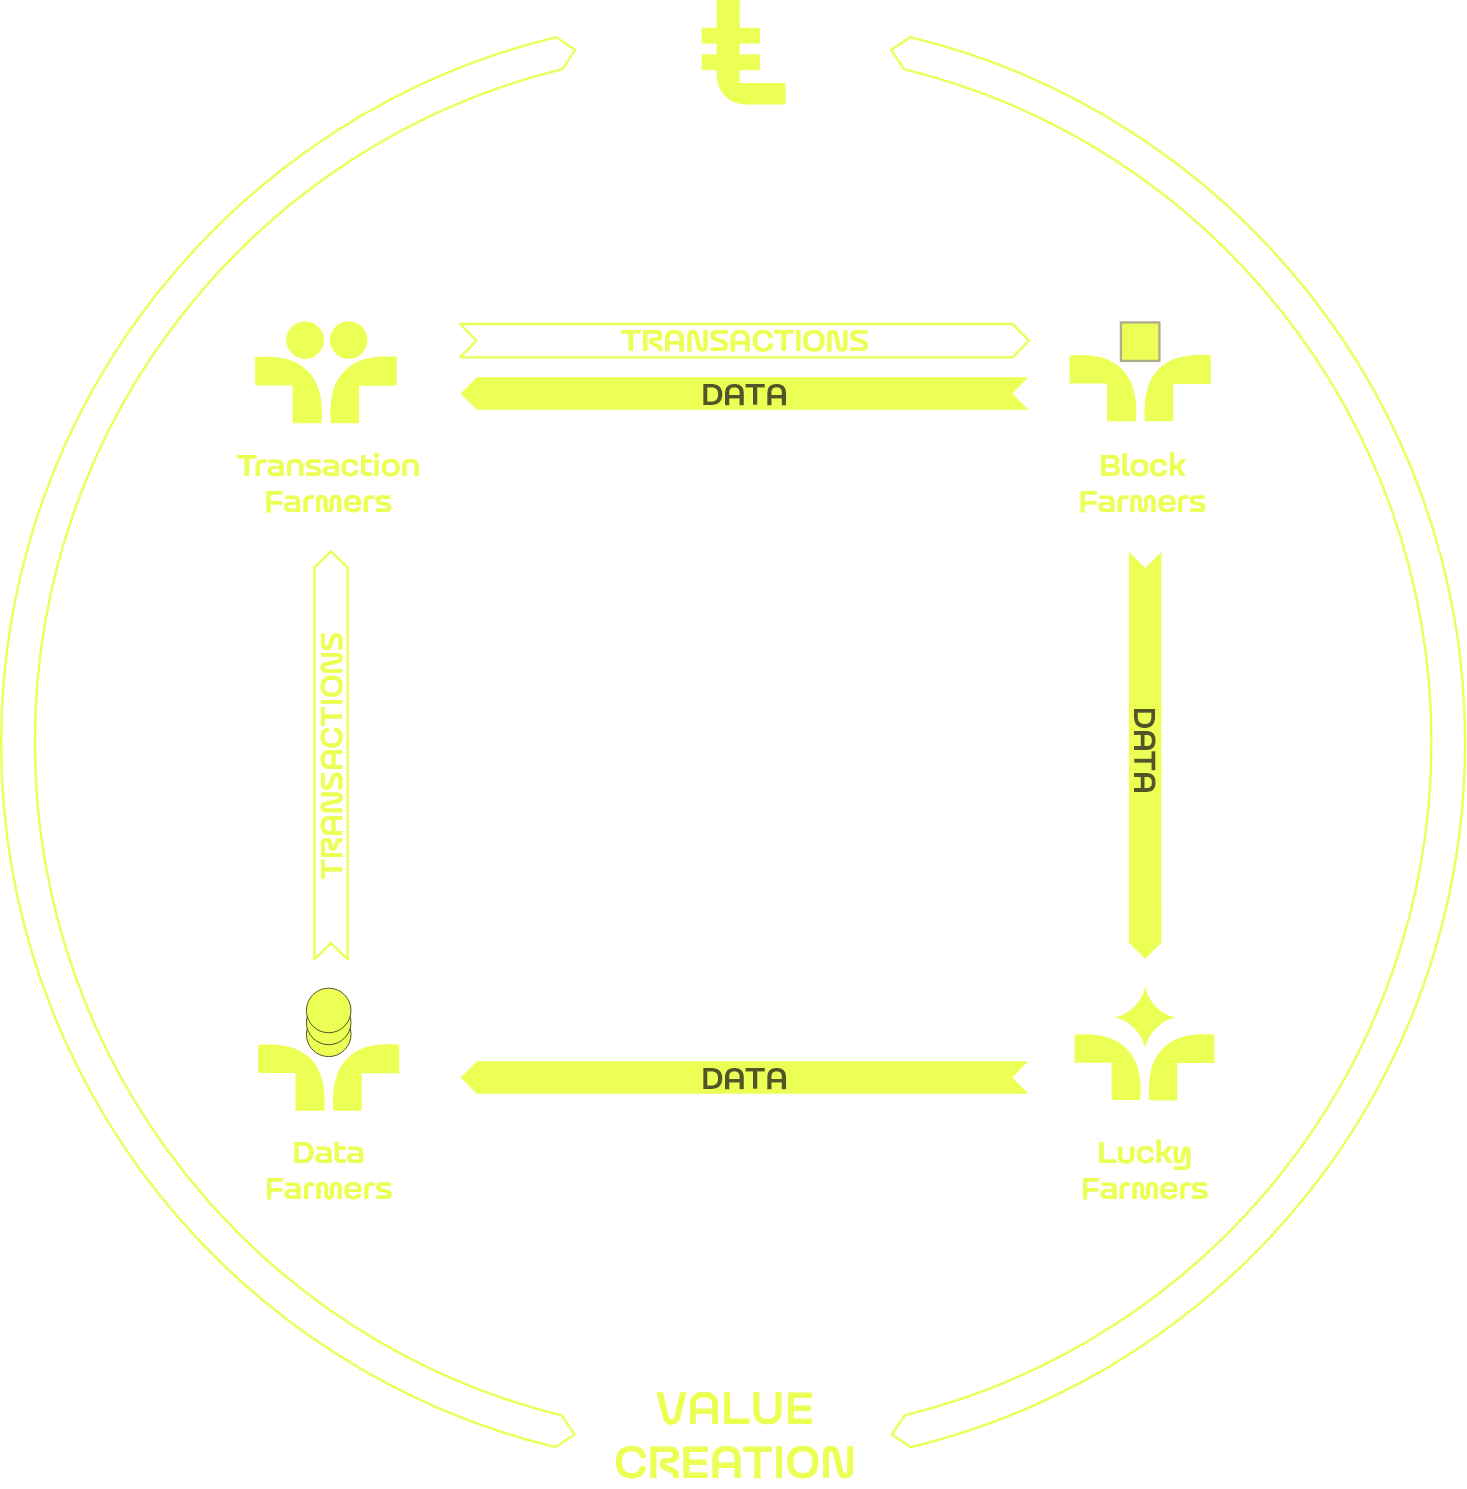 TRANSACTIONS
DATA
Transaction
Farmers
Block
Farmers
TRANSACTIONS
DATA
DATA
Data
Farmers
Lucky
Farmers
VALUE
CREATION